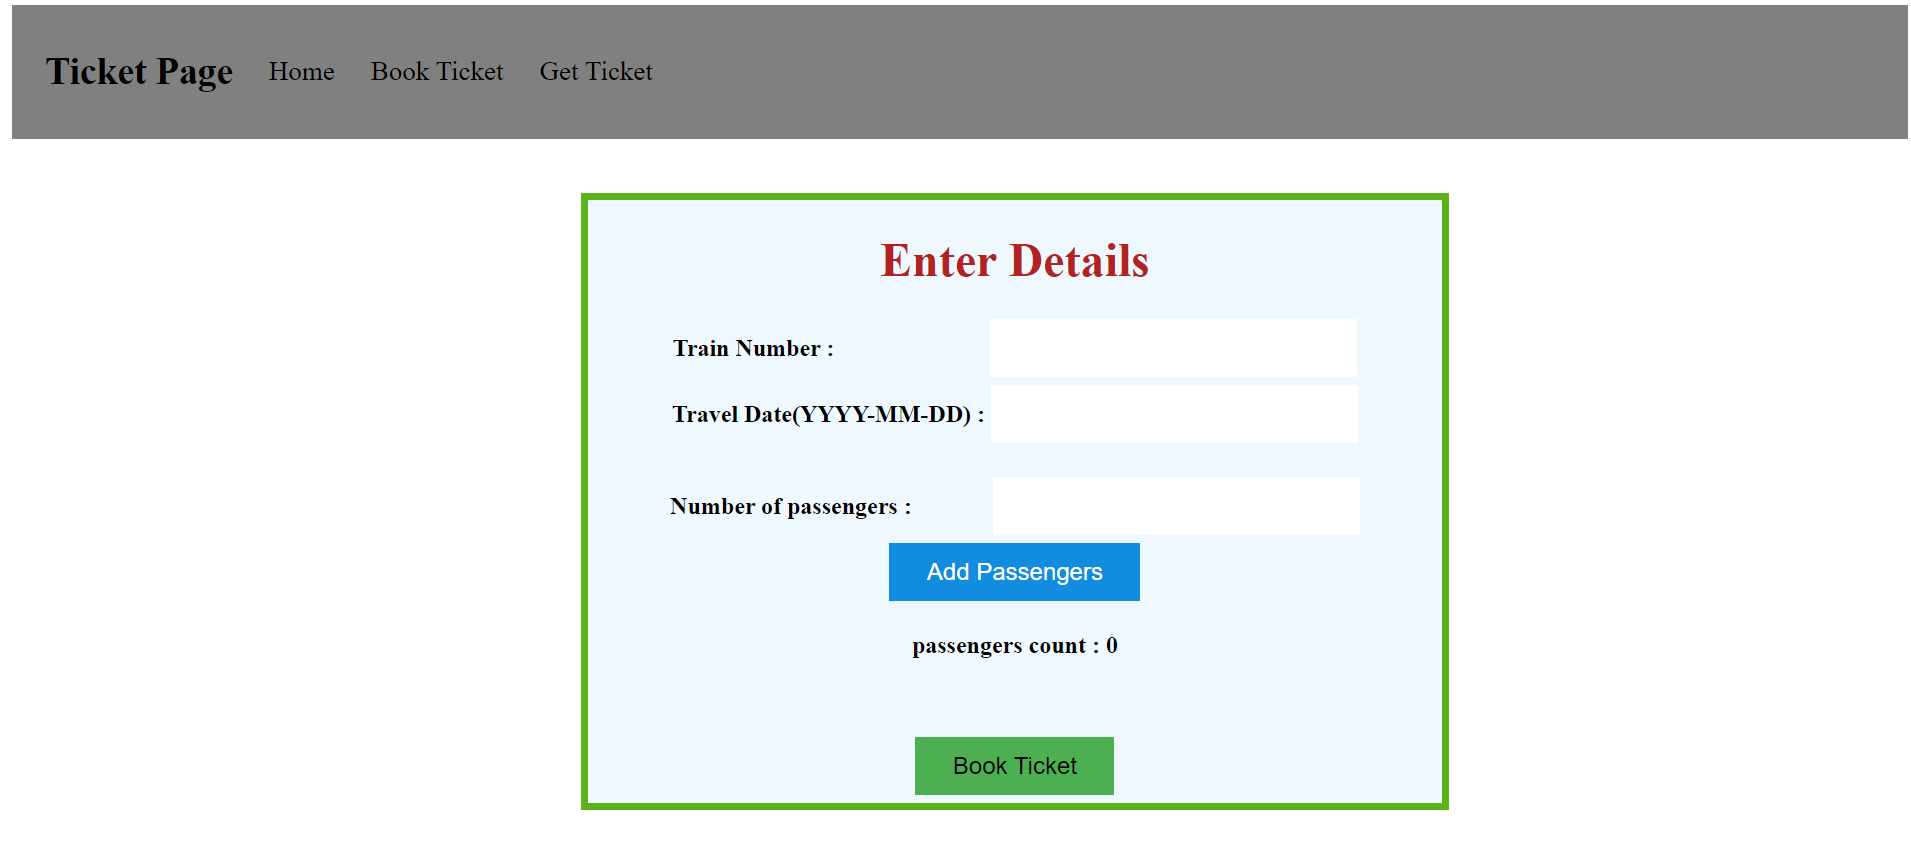 Ticket Page Home Book Ticket Get Ticket
Enter Details
Train Number :
Travel Date(YYYY-MM-DD) :
Number of passengers :
Add Passengers
passengers count : 0
Book Ticket